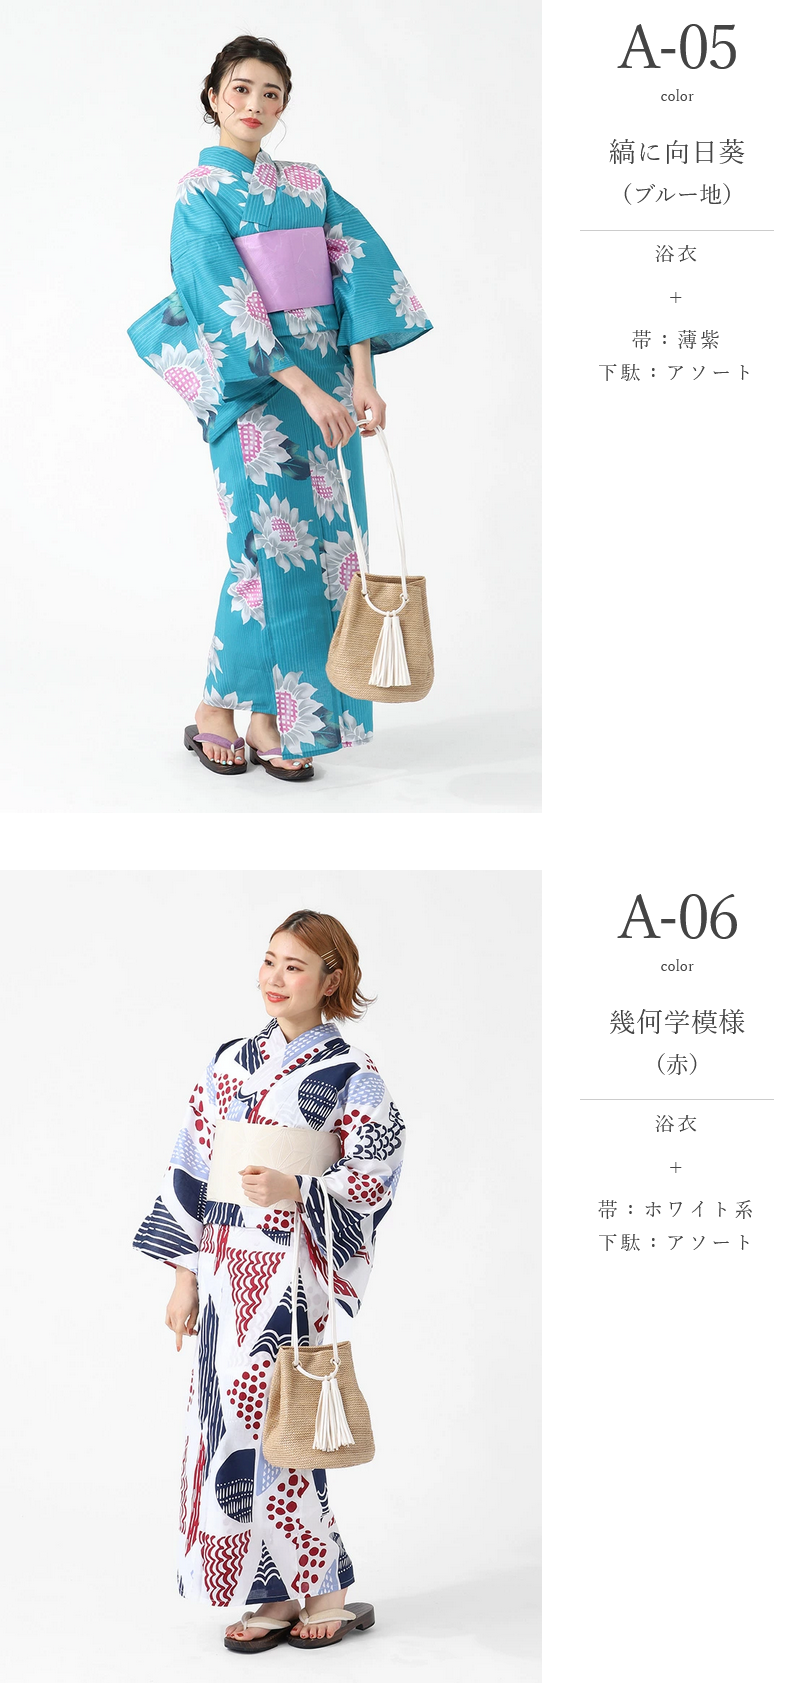 A-05
color
縞に向日葵
（ブルー地）
浴衣
+
帯：薄紫
下駄：アソート
A-06
color
幾何学模様
（赤）
浴衣
+
帯：ホワイト系
下駄：アソート